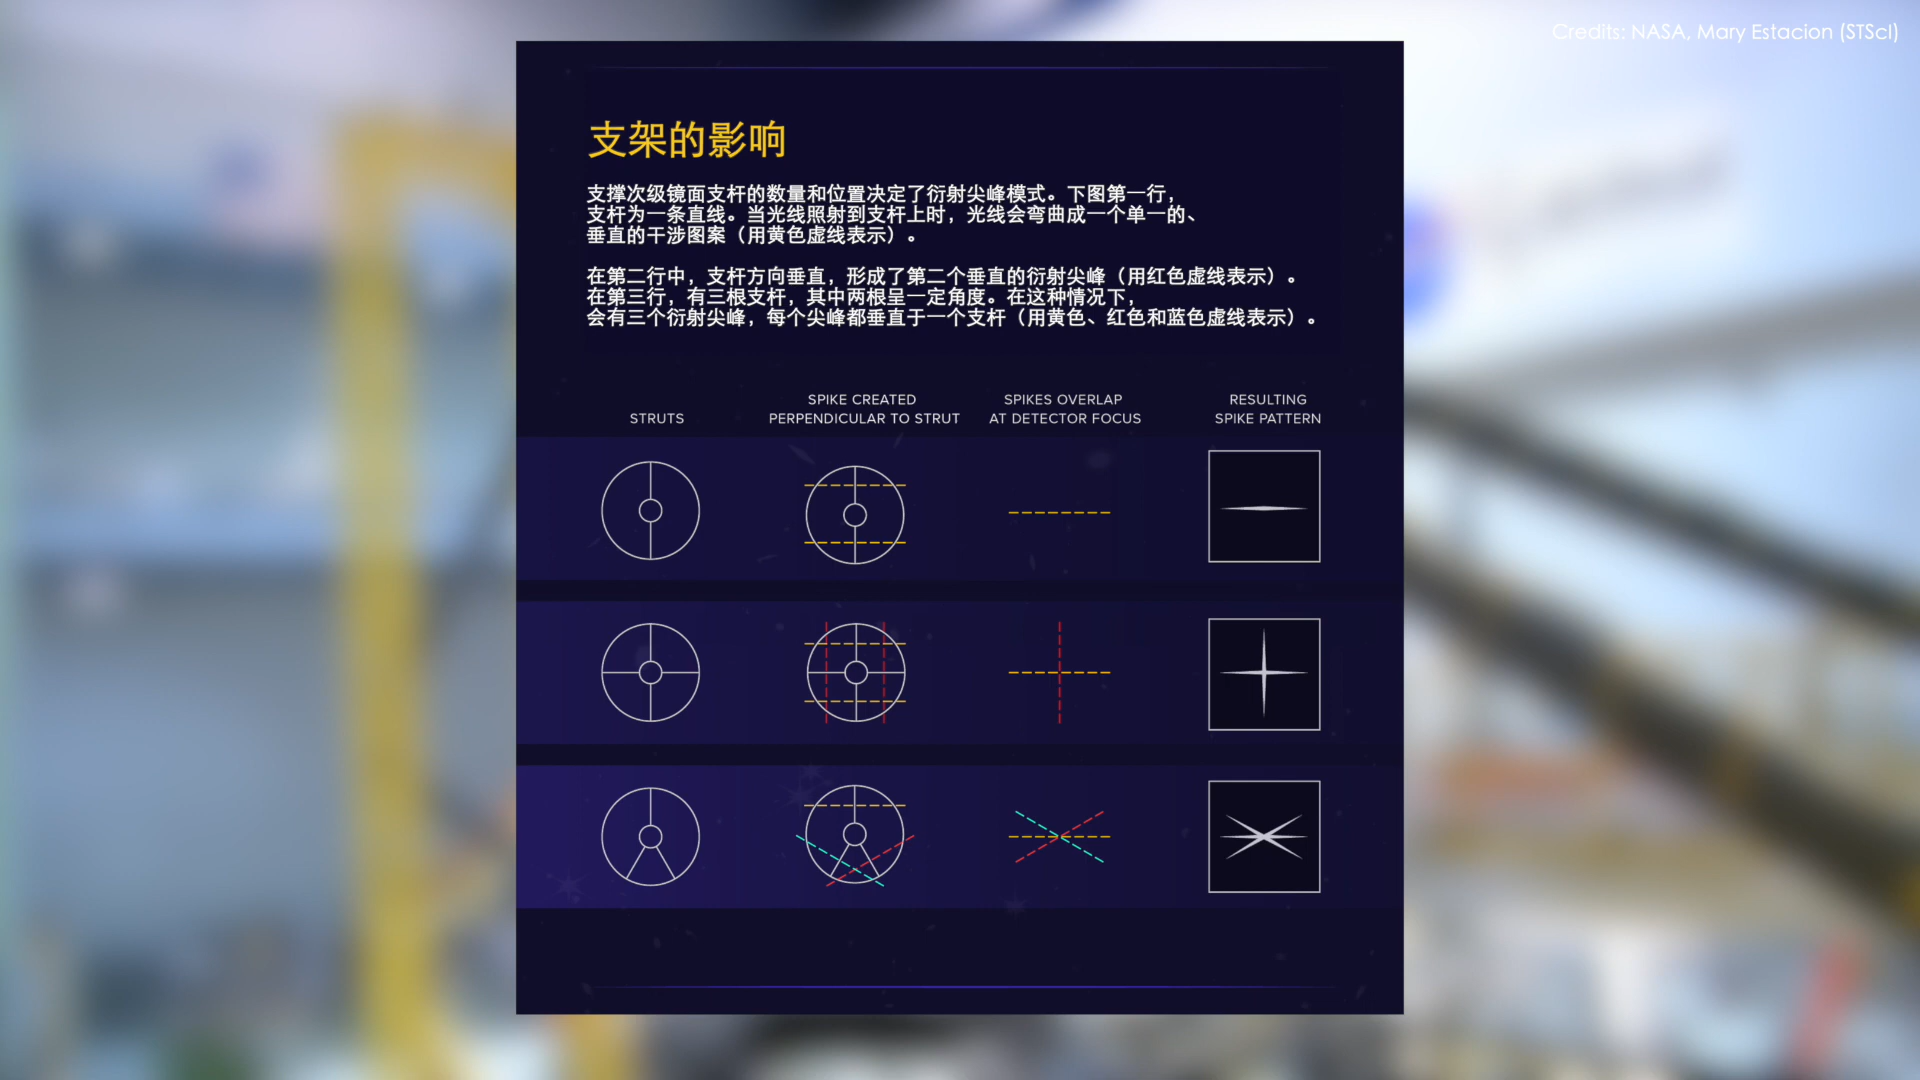 Credits: NASA, Mary Estacion (STScI)
支架的影响
支撑次级镜面支杆的数量和位置决定了衍射尖峰模式。下图第一行，
支杆为一条直线。当光线照射到支杆上时，光线会弯曲成一个单一的、
垂直的干涉图案（用黄色虚线表示）。
在第二行中，支杆方向垂直，形成了第二个垂直的衍射尖峰（用红色虚线表示）。
在第三行，有三根支杆，其中两根呈一定角度。在这种情况下，
会有三个衍射尖峰，每个尖峰都垂直于一个支杆（用黄色、红色和蓝色虚线表示）。
STRUTS
SPIKE CREATED
PERPENDICULAR TO STRUT
SPIKES OVERLAP
AT DETECTOR FOCUS
RESULTING
SPIKE PATTERN